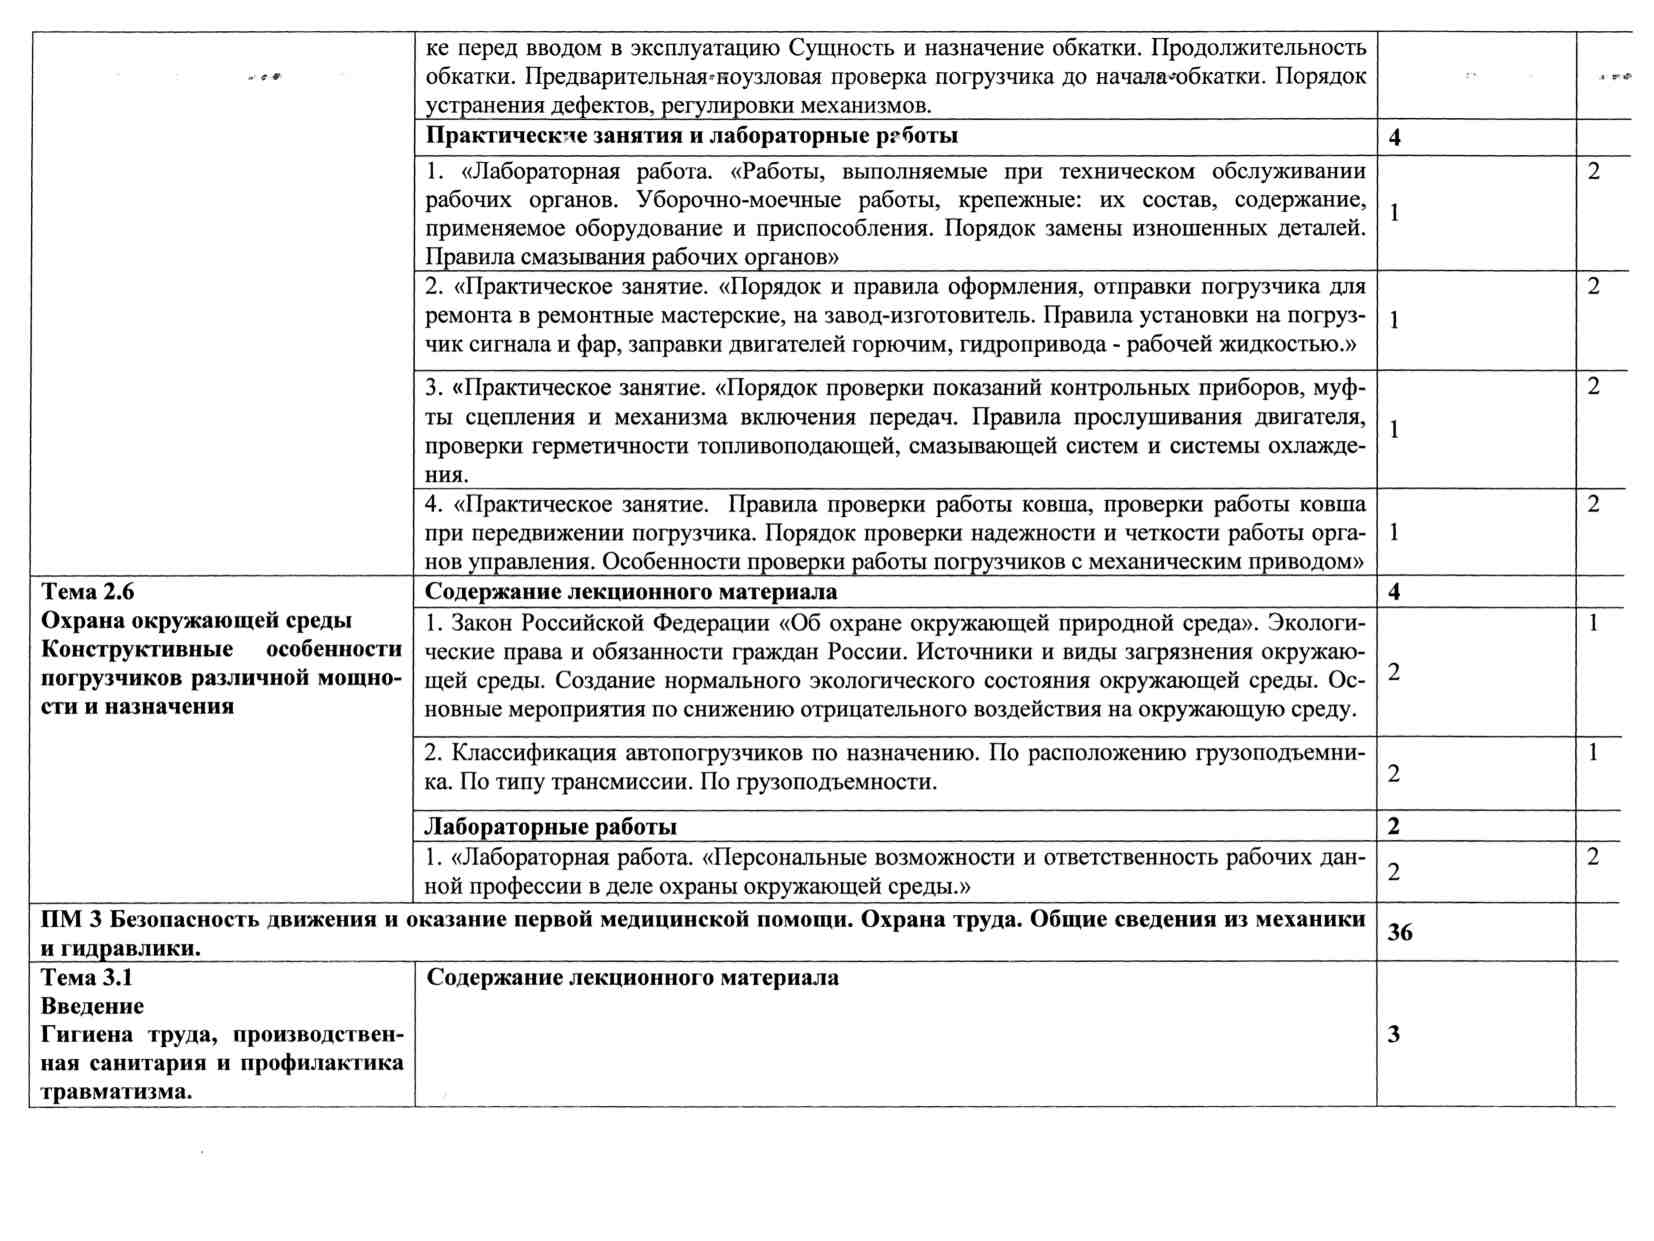 ке перед вводом в эксплуатацию Сущность и назначение обкатки. Продолжительность
обкатки. Предварительная поузловая проверка погрузчика до начала обкатки. Порядок
устранения дефектов, регулировки механизмов.
Практические занятия и лабораторные работы 4
1. «Лабораторная работа. «Работы, выполняемые при техническом обслуживании
рабочих органов. Уборочно-моечные работы, крепежные: их состав, содержание,
применяемое оборудование и приспособления. Порядок замены изношенных деталей.
Правила смазывания рабочих органов»
1
2
2. «Практическое занятие. «Порядок и правила оформления, отправки погрузчика для
ремонта в ремонтные мастерские, на завод-изготовитель. Правила установки на погруз-
чик сигнала и фар, заправки двигателей горючим, гидропривода - рабочей жидкостью.»
1
2
3. «Практическое занятие. «Порядок проверки показаний контрольных приборов, муф-
ты сцепления и механизма включения передач. Правила прослушивания двигателя,
проверки герметичности топливоподающей, смазывающей систем и системы охлажде-
ния.
1
2
4. «Практическое занятие. Правила проверки работы ковша, проверки работы ковша
при передвижении погрузчика. Порядок проверки надежности и четкости работы орга-
нов управления. Особенности проверки работы погрузчиков с механическим приводом»
1
2
Тема 2.6
Охрана окружающей среды
Конструктивные особенности
погрузчиков различной мощно-
сти и назначения
Содержание лекционного материала 4
1. Закон Российской Федерации «Об охране окружающей природной среда». Экологи-
ческие права и обязанности граждан России. Источники и виды загрязнения окружаю-
щей среды. Создание нормального экологического состояния окружающей среды. Ос-
новные мероприятия по снижению отрицательного воздействия на окружающую среду.
2
1
2. Классификация автопогрузчиков по назначению. По расположению грузоподъемни-
ка. По типу трансмиссии. По грузоподъемности.
2
1
Лабораторные работы 2
1. «Лабораторная работа. «Персональные возможности и ответственность рабочих дан-
ной профессии в деле охраны окружающей среды.»
2
2
ПМ 3 Безопасность движения и оказание первой медицинской помощи. Охрана труда. Общие сведения из механики
и гидравлики.
36
Тема 3.1
Введение
Гигиена труда, производствен-
ная санитария и профилактика
травматизма.
Содержание лекционного материала
3